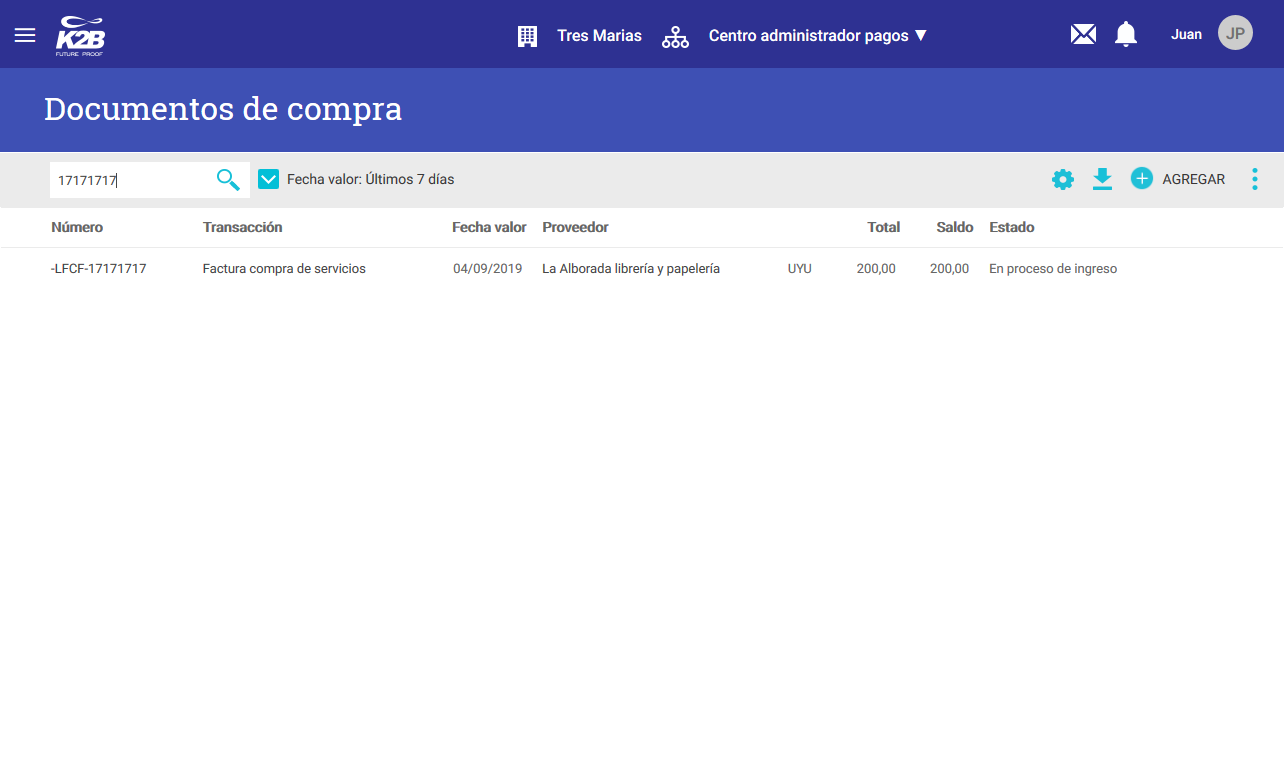 K2B
FUTURE PROOF
Tres Marias
Centro administrador pagos ▼
Juan
JP
Documentos de compra
17171717
Fecha valor: Últimos 7 días
AGREGAR
Número Transacción Fecha valor Proveedor Total Saldo Estado
-LFCF-17171717 Factura compra de servicios 04/09/2019 La Alborada librería y papelería UYU 200,00 200,00 En proceso de ingreso